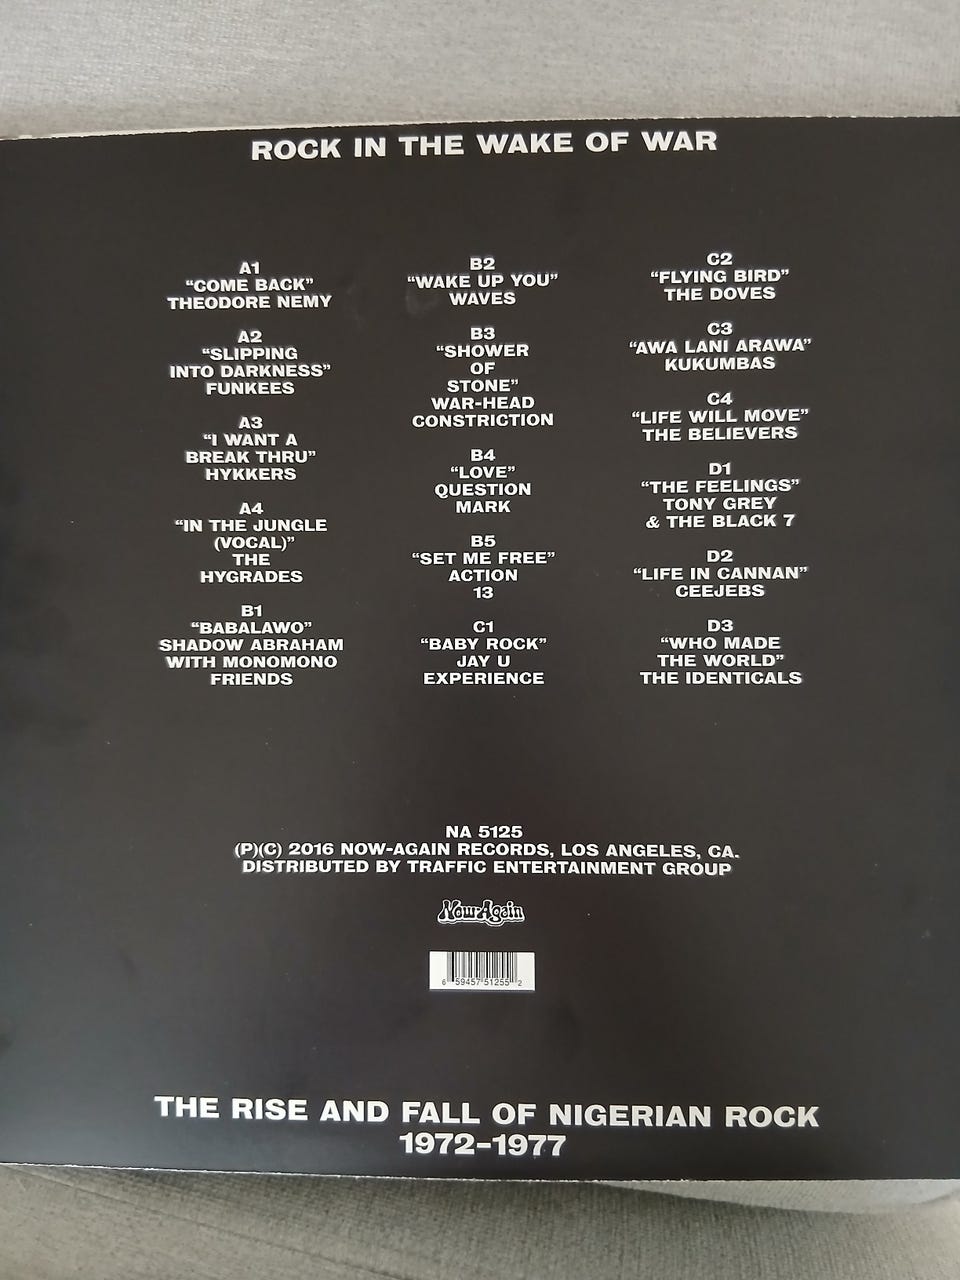 ROCK IN THE WAKE OF WAR
A1
“COME BACK”
THEODORE NEMY
A2
“SLIPPING
INTO DARKNESS”
FUNKEES
A3
“I WANT A
BREAK THRU”
HYKKERS
A4
“IN THE JUNGLE
(VOCAL)”
THE
HYGRADES
B1
“BABALAWO”
SHADOW ABRAHAM
WITH MONOMONO
FRIENDS
B2
“WAKE UP YOU”
WAVES
B3
“SHOWER
OF
STONE”
WAR-HEAD
CONSTRICTION
B4
“LOVE”
QUESTION
MARK
B5
“SET ME FREE”
ACTION
13
C1
“BABY ROCK”
JAY U
EXPERIENCE
C2
“FLYING BIRD”
THE DOVES
C3
“AWA LANI ARAWA”
KUKUMBAS
C4
“LIFE WILL MOVE”
THE BELIEVERS
D1
“THE FEELINGS”
TONY GREY
& THE BLACK 7
D2
“LIFE IN CANNAN”
CEEJEBS
D3
“WHO MADE
THE WORLD”
THE IDENTICALS
NA 5125
(P)(C) 2016 NOW-AGAIN RECORDS, LOS ANGELES, CA.
DISTRIBUTED BY TRAFFIC ENTERTAINMENT GROUP
Now-Again
6 59457 51255 2
THE RISE AND FALL OF NIGERIAN ROCK
1972-1977